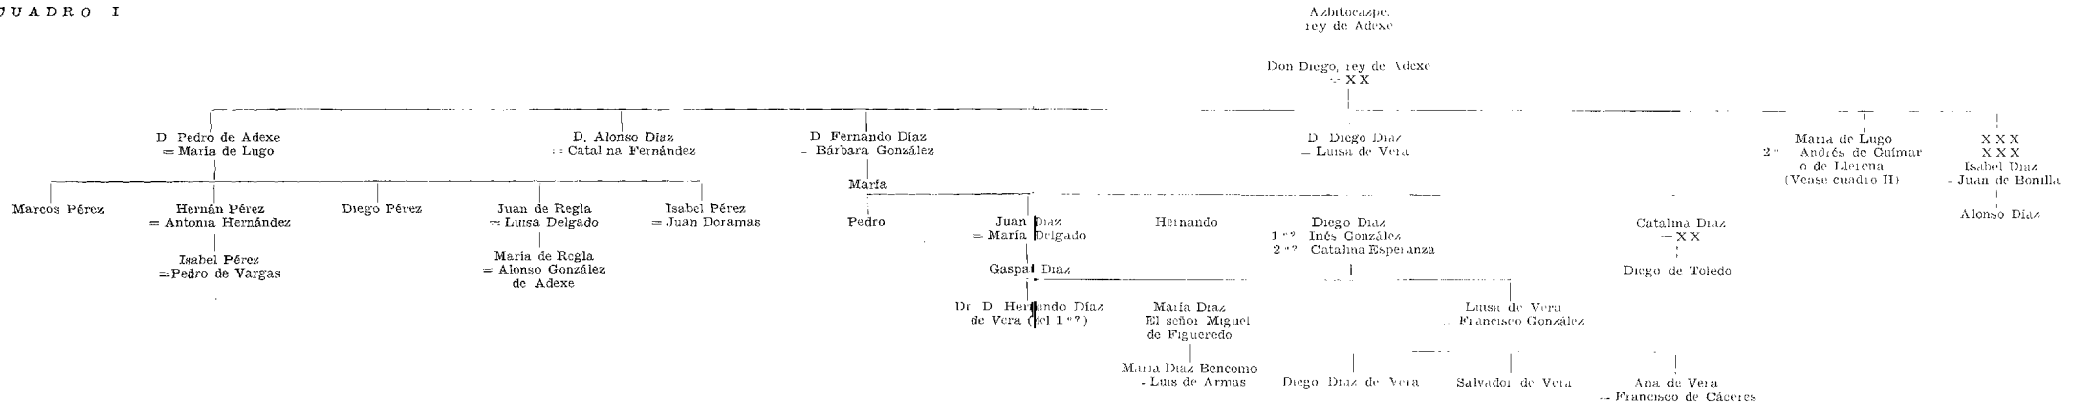 CUADRO I
Azbitocazpe,
rey de Adexe
Don Diego, rey de Adexe
= X X
D Pedro de Adexe
= María de Lugo
D. Alonso Díaz
= Catalina Fernández
D Fernando Díaz
= Bárbara González
D Diego Díaz
= Luisa de Vera
María de Lugo
2º Andrés de Guímar
o de Llerena
(Véase cuadro II)
X X X
X X X
Isabel Díaz
- Juan de Bonilla
María
Marcos Pérez
Hernán Pérez
= Antonia Hernández
Diego Pérez
Juan de Regla
= Luisa Delgado
Isabel Pérez
= Juan Doramas
Pedro
Juan Díaz
= María Delgado
Hernando
Diego Díaz
1ª? Inés González
2ª? Catalina Esperanza
Catalina Díaz
= XX
Alonso Díaz
Isabel Pérez
=Pedro de Vargas
María de Regla
= Alonso González
de Adexe
Gaspar Díaz
Diego de Toledo
Dr D Hernando Díaz
de Vera (del 1º?)
María Díaz
El señor Miguel
de Figueredo
Luisa de Vera
Francisco González
María Díaz Bencomo
- Luis de Armas
Diego Díaz de Vera
Salvador de Vera
Ana de Vera
= Francisco de Cáceres